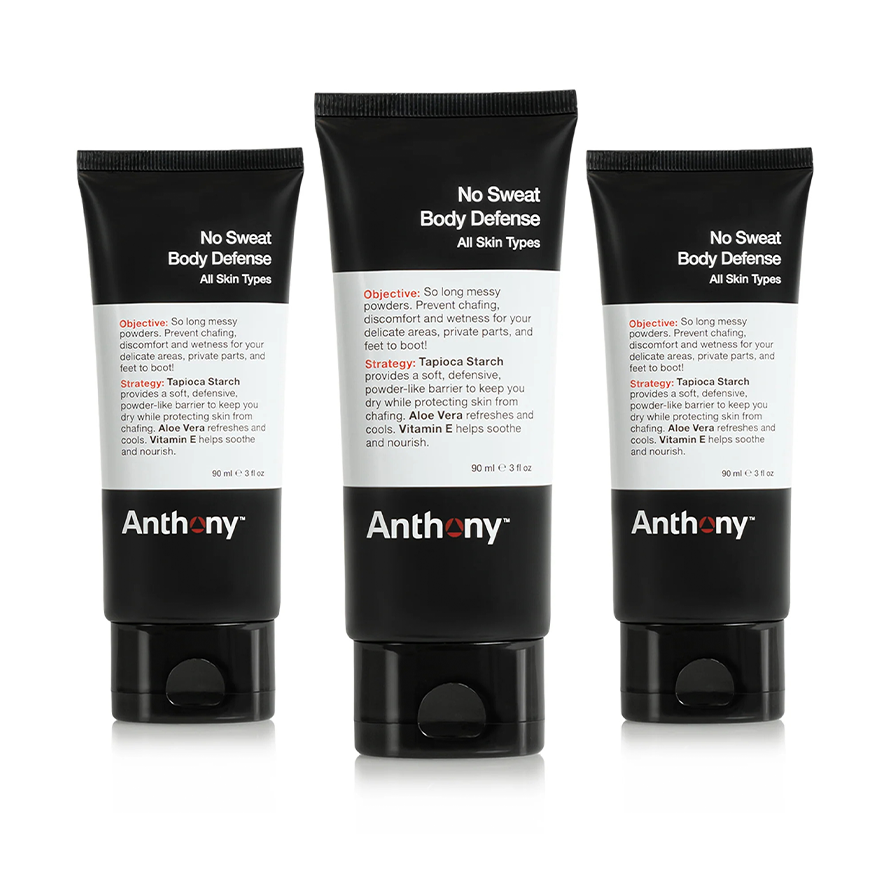 No Sweat
Body Defense
All Skin Types
Objective: So long messy
powders. Prevent chafing,
discomfort and wetness for your
delicate areas, private parts, and
feet to boot!
Strategy: Tapioca Starch
provides a soft, defensive,
powder-like barrier to keep you
dry while protecting skin from
chafing. Aloe Vera refreshes and
cools. Vitamin E helps soothe
and nourish.
90 ml ℮ 3 fl oz
Anthony™
No Sweat
Body Defense
All Skin Types
Objective: So long messy
powders. Prevent chafing,
discomfort and wetness for your
delicate areas, private parts, and
feet to boot!
Strategy: Tapioca Starch
provides a soft, defensive,
powder-like barrier to keep you
dry while protecting skin from
chafing. Aloe Vera refreshes and
cools. Vitamin E helps soothe
and nourish.
90 ml ℮ 3 fl oz
Anthony™
No Sweat
Body Defense
All Skin Types
Objective: So long messy
powders. Prevent chafing,
discomfort and wetness for your
delicate areas, private parts, and
feet to boot!
Strategy: Tapioca Starch
provides a soft, defensive,
powder-like barrier to keep you
dry while protecting skin from
chafing. Aloe Vera refreshes and
cools. Vitamin E helps soothe
and nourish.
90 ml ℮ 3 fl oz
Anthony™